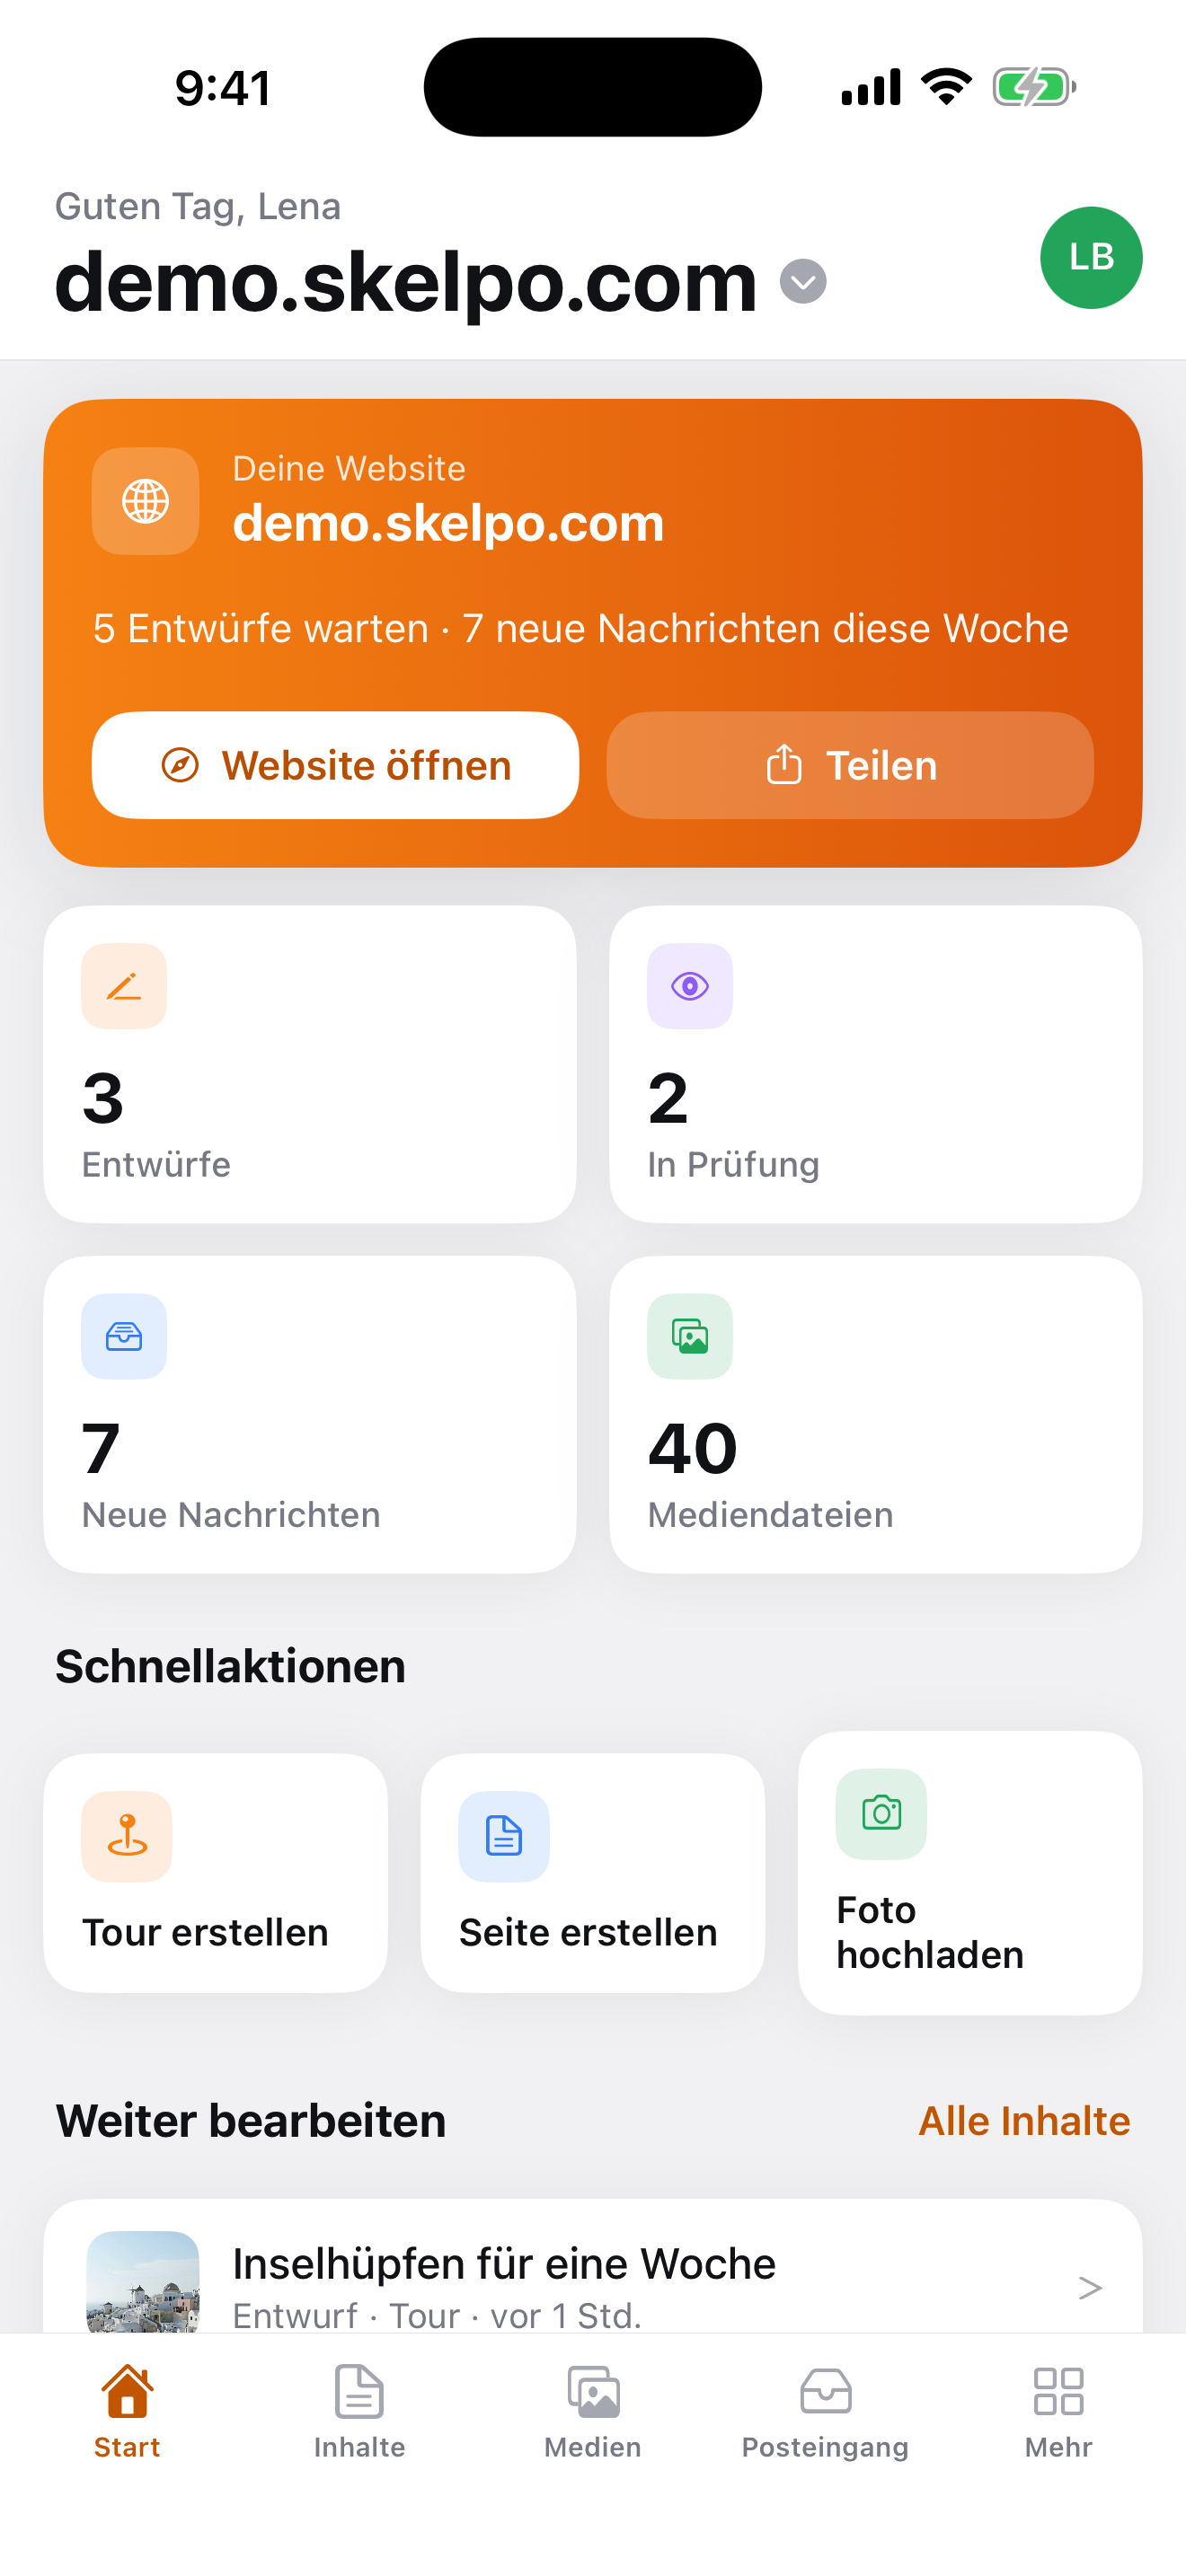 9:41
Guten Tag, Lena
demo.skelpo.com
LB
Deine Website
demo.skelpo.com
5 Entwürfe warten · 7 neue Nachrichten diese Woche
Website öffnen
Teilen
3
Entwürfe
2
In Prüfung
7
Neue Nachrichten
40
Mediendateien
Schnellaktionen
Tour erstellen
Seite erstellen
Foto
hochladen
Weiter bearbeiten
Alle Inhalte
Inselhüpfen für eine Woche
Entwurf · Tour · vor 1 Std.
Start
Inhalte
Medien
Posteingang
Mehr